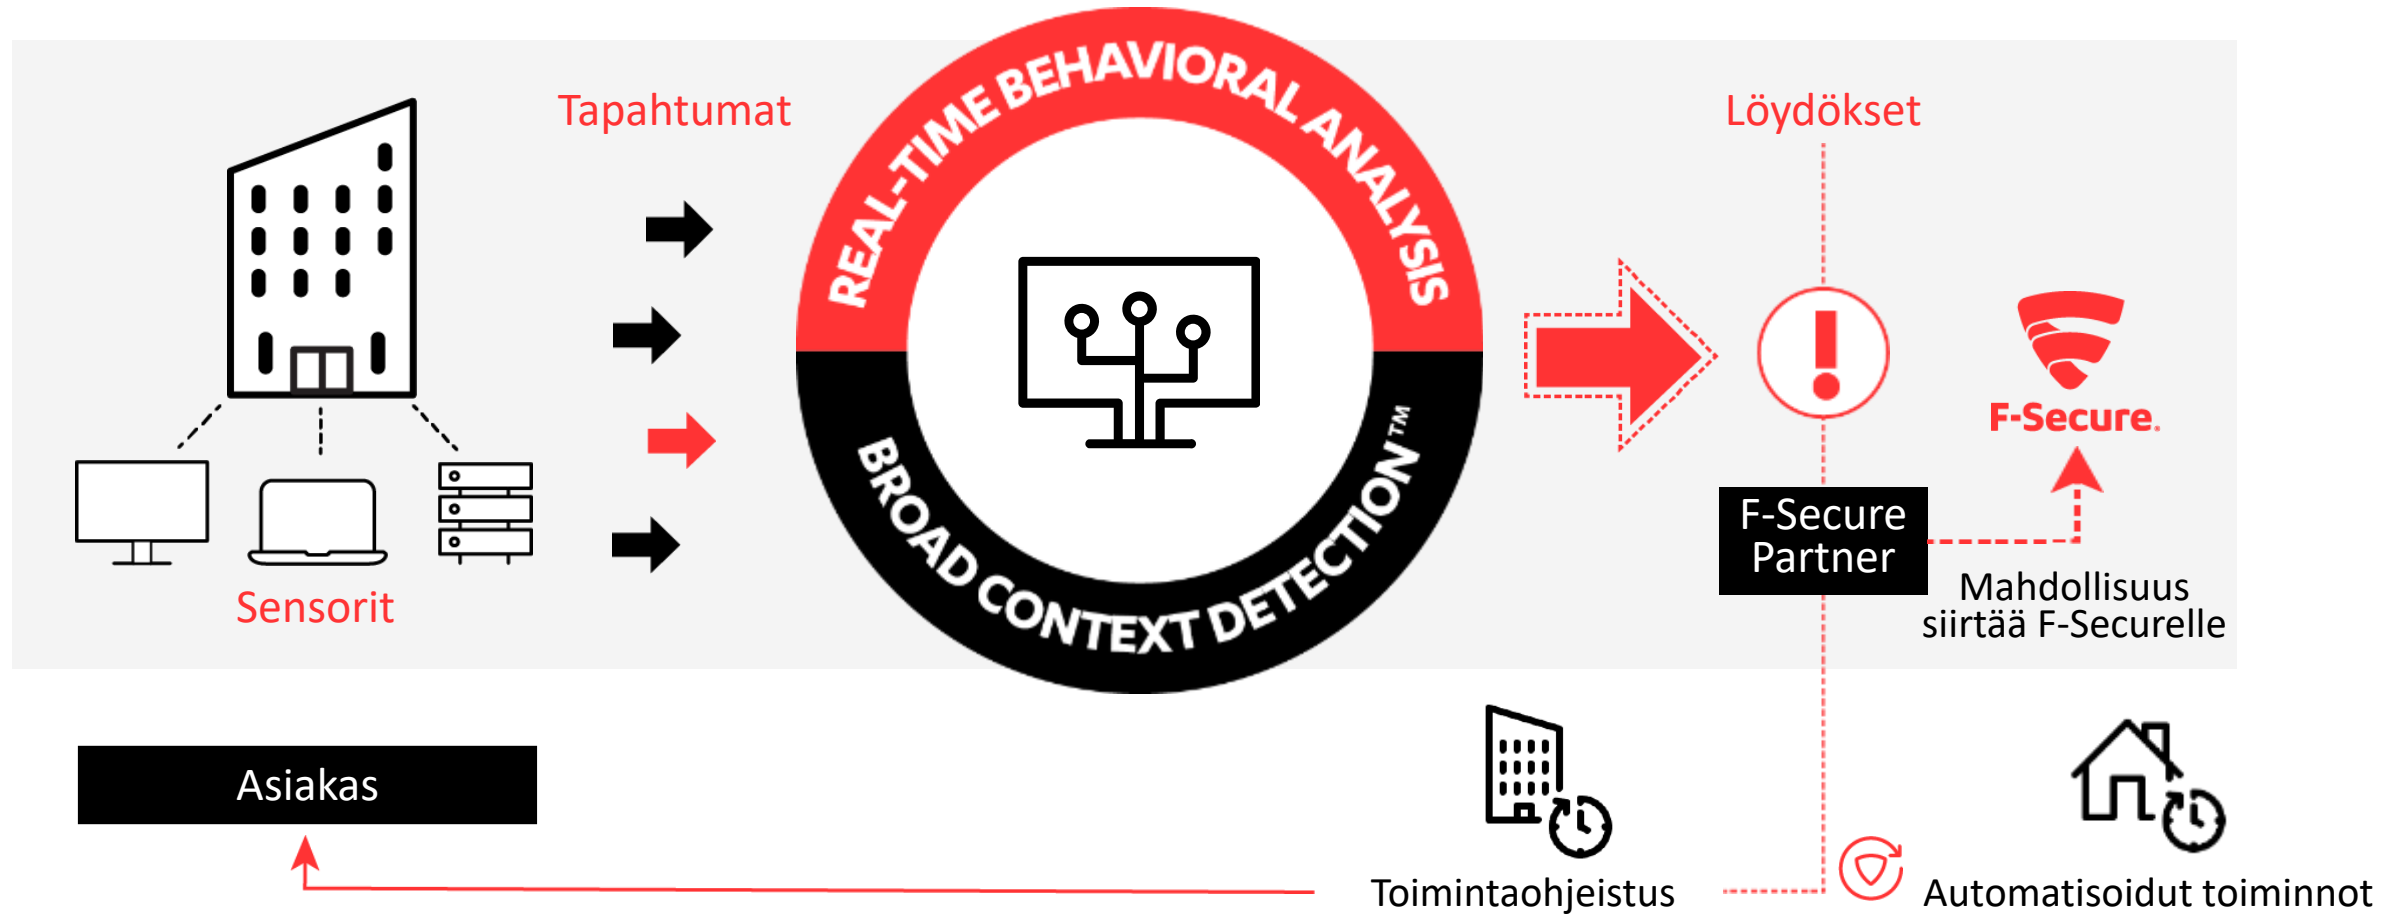 Tapahtumat
REAL-TIME BEHAVIORAL ANALYSIS
BROAD CONTEXT DETECTION™
Löydökset
F-Secure.
F-Secure
Partner
Mahdollisuus
siirtää F-Securelle
Sensorit
Asiakas
Toimintaohjeistus
Automatisoidut toiminnot